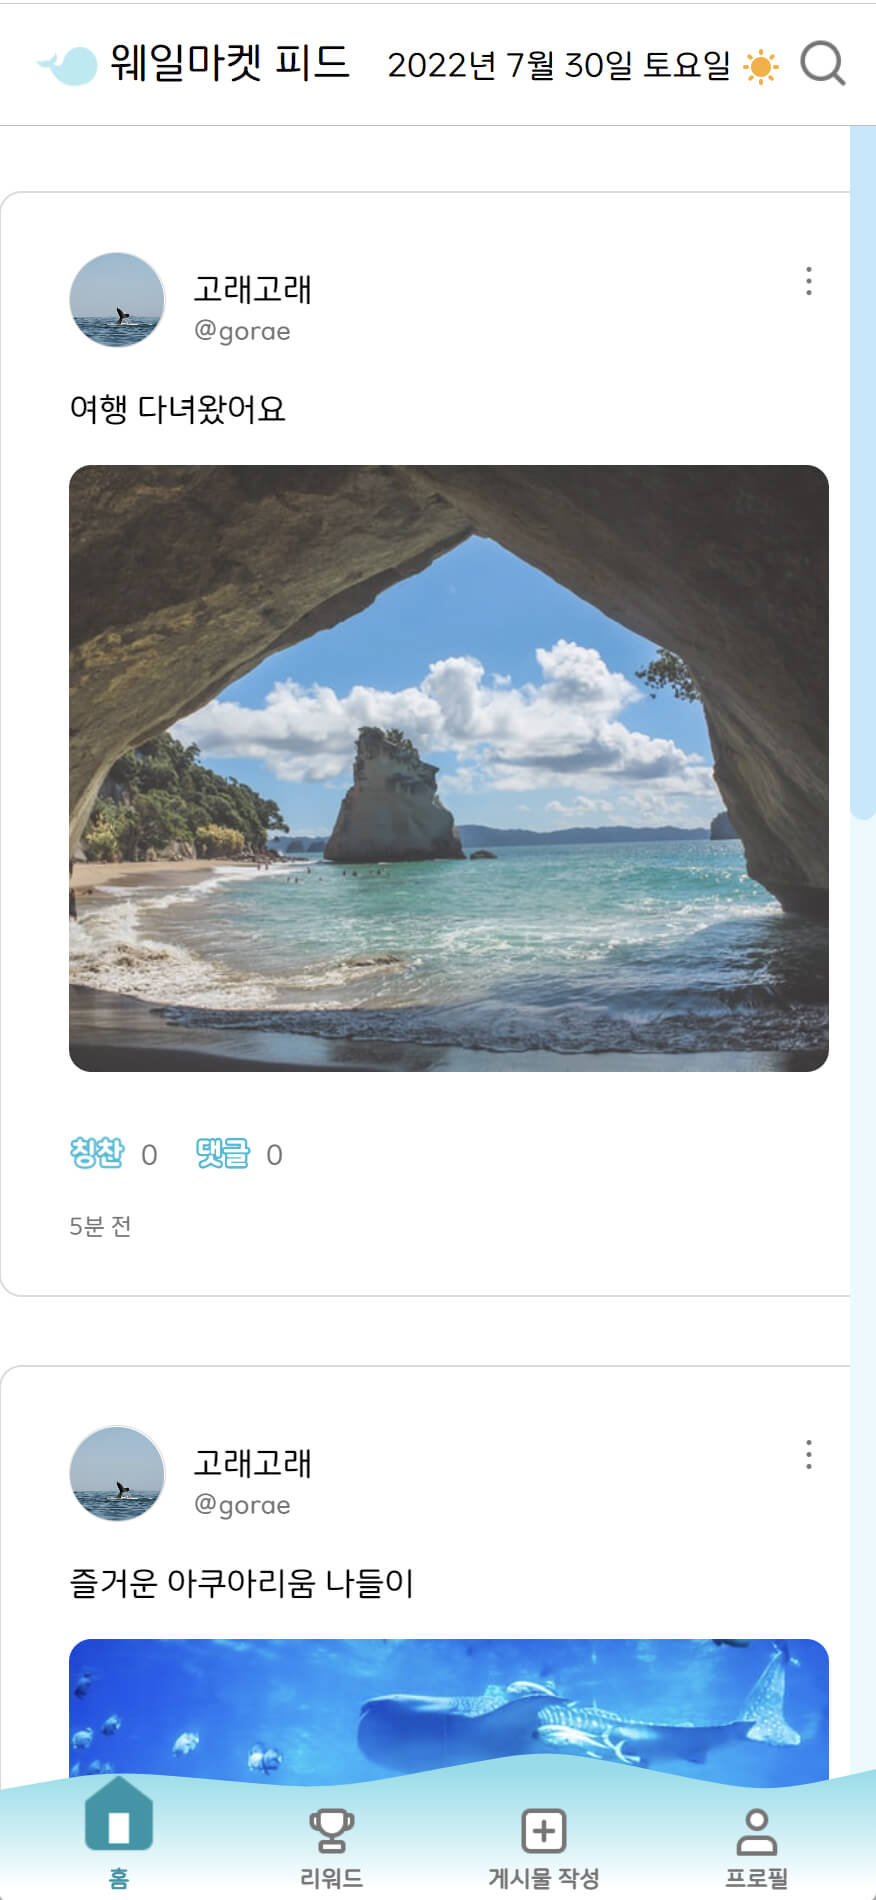 웨일마켓 피드 2022년 7월 30일 토요일
고래고래
@gorae
여행 다녀왔어요
칭찬 0 댓글 0
5분 전
고래고래
@gorae
즐거운 아쿠아리움 나들이
홈 리워드 게시물 작성 프로필